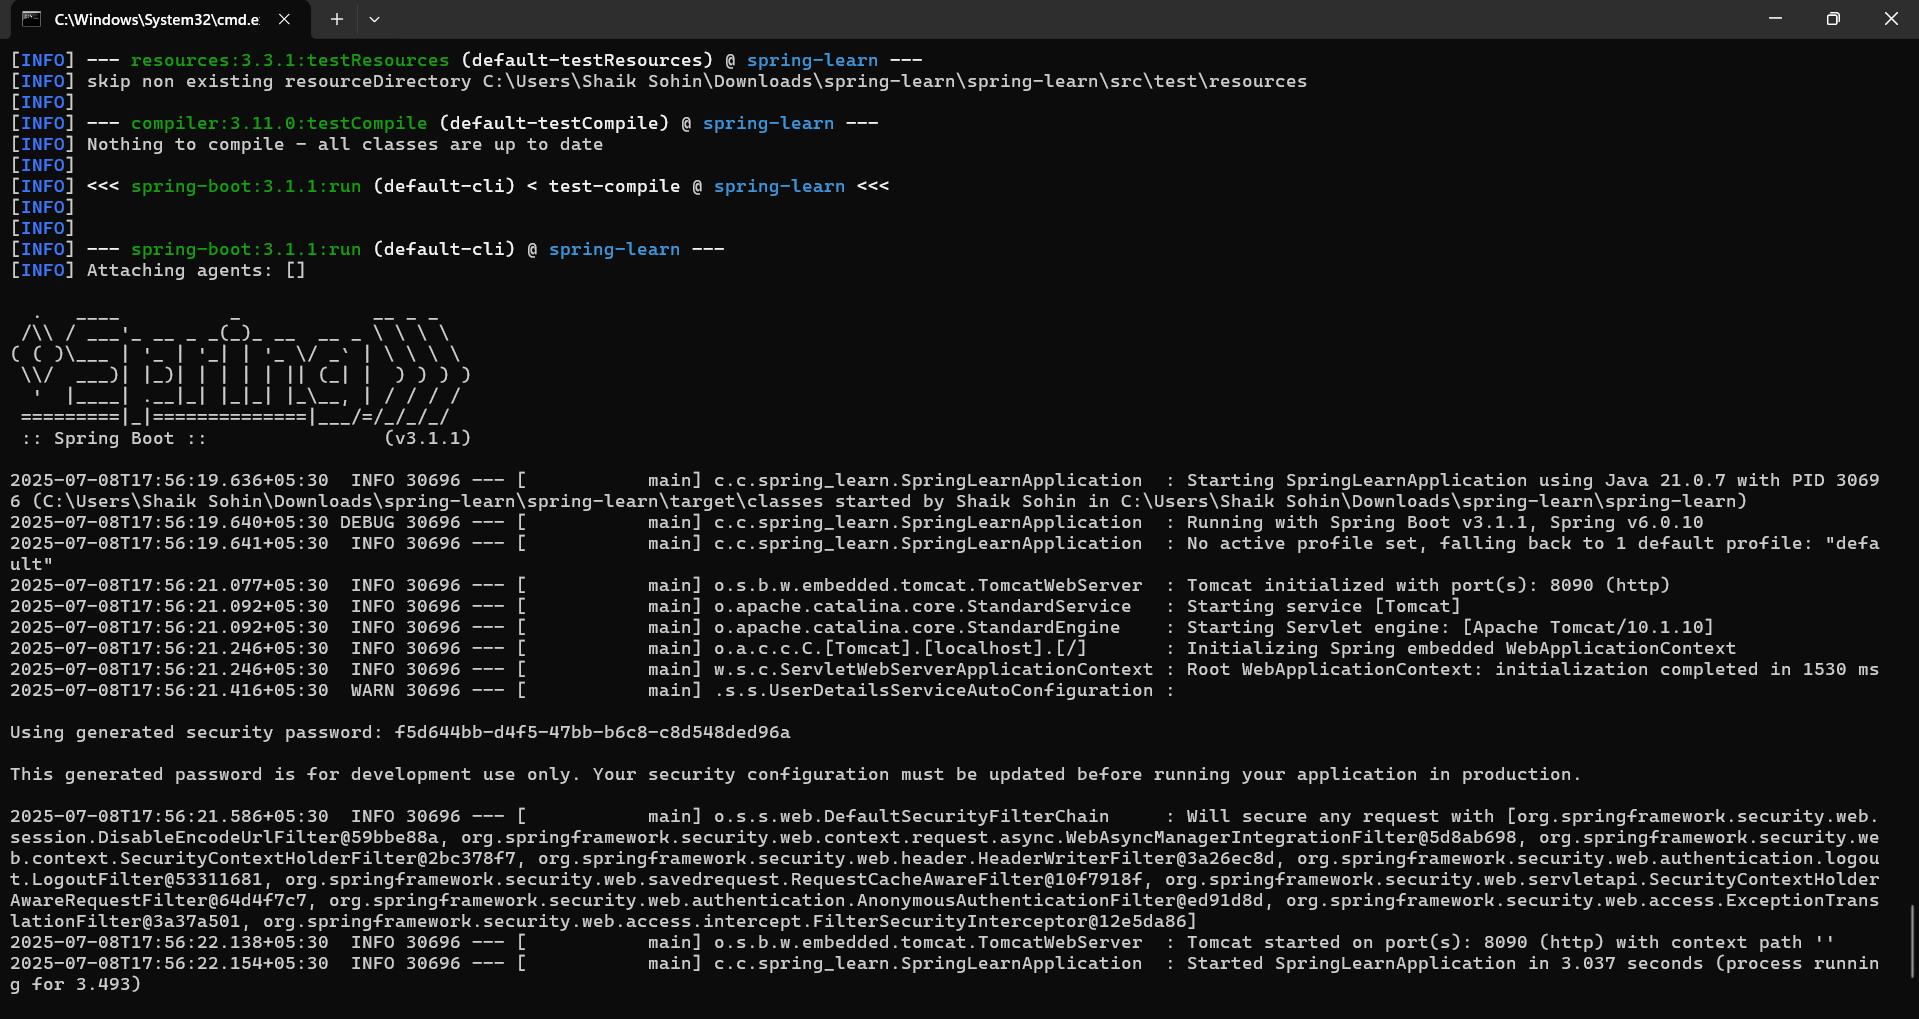 C:\Windows\System32\cmd.e
[INFO] --- resources:3.3.1:testResources (default-testResources) @ spring-learn ---
[INFO] skip non existing resourceDirectory C:\Users\Shaik Sohin\Downloads\spring-learn\spring-learn\src\test\resources
[INFO]
[INFO] --- compiler:3.11.0:testCompile (default-testCompile) @ spring-learn ---
[INFO] Nothing to compile - all classes are up to date
[INFO]
[INFO] <<< spring-boot:3.1.1:run (default-cli) < test-compile @ spring-learn <<<
[INFO]
[INFO]
[INFO] --- spring-boot:3.1.1:run (default-cli) @ spring-learn ---
[INFO] Attaching agents: []
  .   ____          _            __ _ _
 /\\ / ___'_ __ _ _(_)_ __  __ _ \ \ \ \
( ( )\___ | '_ | '_| | '_ \/ _` | \ \ \ \
 \\/  ___)| |_)| | | | | || (_| |  ) ) ) )
  '  |____| .__|_| |_|_| |_\__, | / / / /
 =========|_|==============|___/=/_/_/_/
 :: Spring Boot ::                (v3.1.1)
2025-07-08T17:56:19.636+05:30  INFO 30696 --- [           main] c.c.spring_learn.SpringLearnApplication  : Starting SpringLearnApplication using Java 21.0.7 with PID 3069
6 (C:\Users\Shaik Sohin\Downloads\spring-learn\spring-learn\target\classes started by Shaik Sohin in C:\Users\Shaik Sohin\Downloads\spring-learn\spring-learn)
2025-07-08T17:56:19.640+05:30 DEBUG 30696 --- [           main] c.c.spring_learn.SpringLearnApplication  : Running with Spring Boot v3.1.1, Spring v6.0.10
2025-07-08T17:56:19.641+05:30  INFO 30696 --- [           main] c.c.spring_learn.SpringLearnApplication  : No active profile set, falling back to 1 default profile: "defa
ult"
2025-07-08T17:56:21.077+05:30  INFO 30696 --- [           main] o.s.b.w.embedded.tomcat.TomcatWebServer  : Tomcat initialized with port(s): 8090 (http)
2025-07-08T17:56:21.092+05:30  INFO 30696 --- [           main] o.apache.catalina.core.StandardService   : Starting service [Tomcat]
2025-07-08T17:56:21.092+05:30  INFO 30696 --- [           main] o.apache.catalina.core.StandardEngine    : Starting Servlet engine: [Apache Tomcat/10.1.10]
2025-07-08T17:56:21.246+05:30  INFO 30696 --- [           main] o.a.c.c.C.[Tomcat].[localhost].[/]       : Initializing Spring embedded WebApplicationContext
2025-07-08T17:56:21.246+05:30  INFO 30696 --- [           main] w.s.c.ServletWebServerApplicationContext : Root WebApplicationContext: initialization completed in 1530 ms
2025-07-08T17:56:21.416+05:30  WARN 30696 --- [           main] .s.s.UserDetailsServiceAutoConfiguration :
Using generated security password: f5d644bb-d4f5-47bb-b6c8-c8d548ded96a
This generated password is for development use only. Your security configuration must be updated before running your application in production.
2025-07-08T17:56:21.586+05:30  INFO 30696 --- [           main] o.s.s.web.DefaultSecurityFilterChain     : Will secure any request with [org.springframework.security.web.
session.DisableEncodeUrlFilter@59bbe88a, org.springframework.security.web.context.request.async.WebAsyncManagerIntegrationFilter@5d8ab698, org.springframework.security.we
b.context.SecurityContextHolderFilter@2bc378f7, org.springframework.security.web.header.HeaderWriterFilter@3a26ec8d, org.springframework.security.web.authentication.logou
t.LogoutFilter@53311681, org.springframework.security.web.savedrequest.RequestCacheAwareFilter@10f7918f, org.springframework.security.web.servletapi.SecurityContextHolder
AwareRequestFilter@64d4f7c7, org.springframework.security.web.authentication.AnonymousAuthenticationFilter@ed91d8d, org.springframework.security.web.access.ExceptionTrans
lationFilter@3a37a501, org.springframework.security.web.access.intercept.FilterSecurityInterceptor@12e5da86]
2025-07-08T17:56:22.138+05:30  INFO 30696 --- [           main] o.s.b.w.embedded.tomcat.TomcatWebServer  : Tomcat started on port(s): 8090 (http) with context path ''
2025-07-08T17:56:22.154+05:30  INFO 30696 --- [           main] c.c.spring_learn.SpringLearnApplication  : Started SpringLearnApplication in 3.037 seconds (process runnin
g for 3.493)